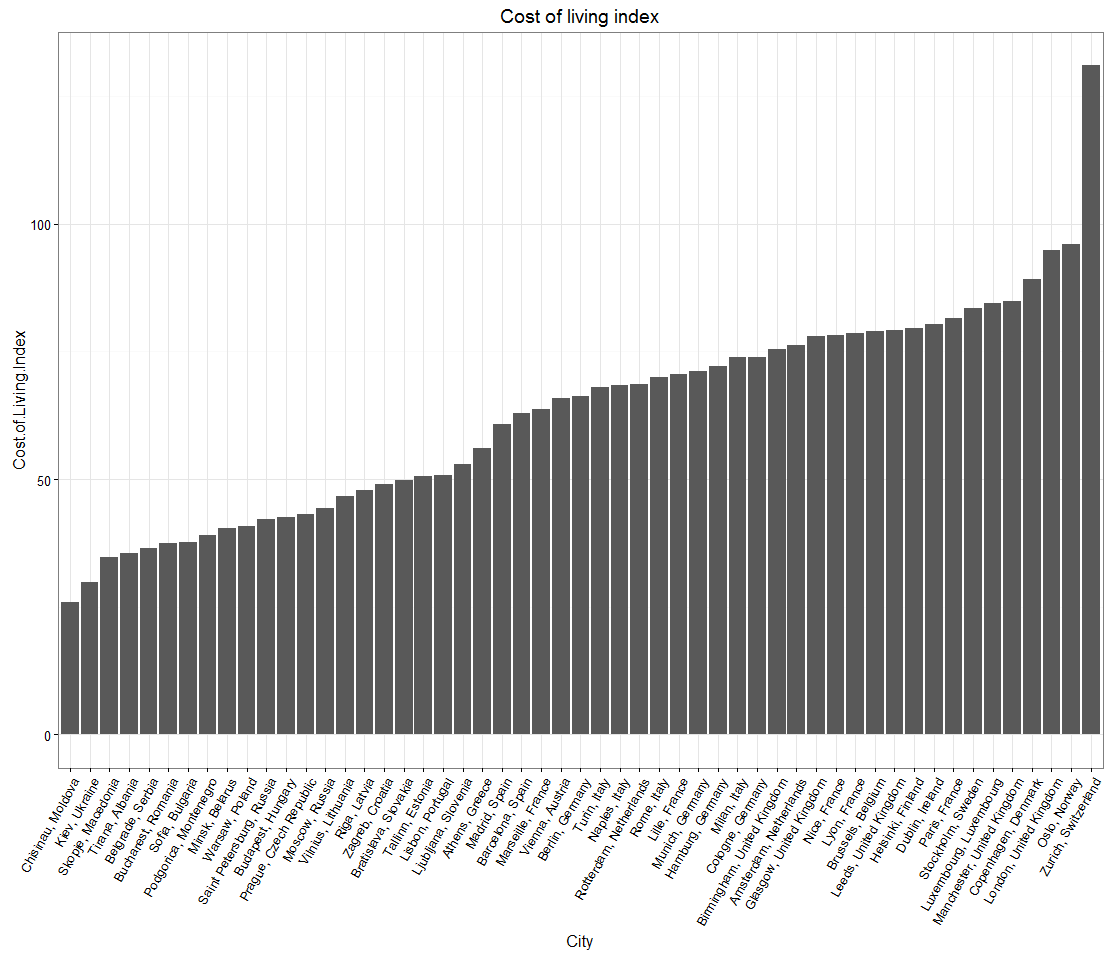 Cost of living index
Cost.of.Living.Index
100
50
0
Chisinau, Moldova
Kiev, Ukraine
Skopje, Macedonia
Tirana, Albania
Belgrade, Serbia
Bucharest, Romania
Sofia, Bulgaria
Podgorica, Montenegro
Minsk, Belarus
Warsaw, Poland
Saint Petersburg, Russia
Budapest, Hungary
Prague, Czech Republic
Moscow, Russia
Vilnius, Lithuania
Riga, Latvia
Zagreb, Croatia
Bratislava, Slovakia
Tallinn, Estonia
Lisbon, Portugal
Ljubljana, Slovenia
Athens, Greece
Madrid, Spain
Barcelona, Spain
Marseille, France
Vienna, Austria
Berlin, Germany
Turin, Italy
Naples, Italy
Rotterdam, Netherlands
Rome, Italy
Lille, France
Munich, Germany
Hamburg, Germany
Milan, Italy
Cologne, Germany
Birmingham, United Kingdom
Amsterdam, Netherlands
Glasgow, United Kingdom
Nice, France
Lyon, France
Brussels, Belgium
Leeds, United Kingdom
Helsinki, Finland
Dublin, Ireland
Paris, France
Stockholm, Sweden
Luxembourg, Luxembourg
Manchester, United Kingdom
Copenhagen, Denmark
London, United Kingdom
Oslo, Norway
Zurich, Switzerland
City